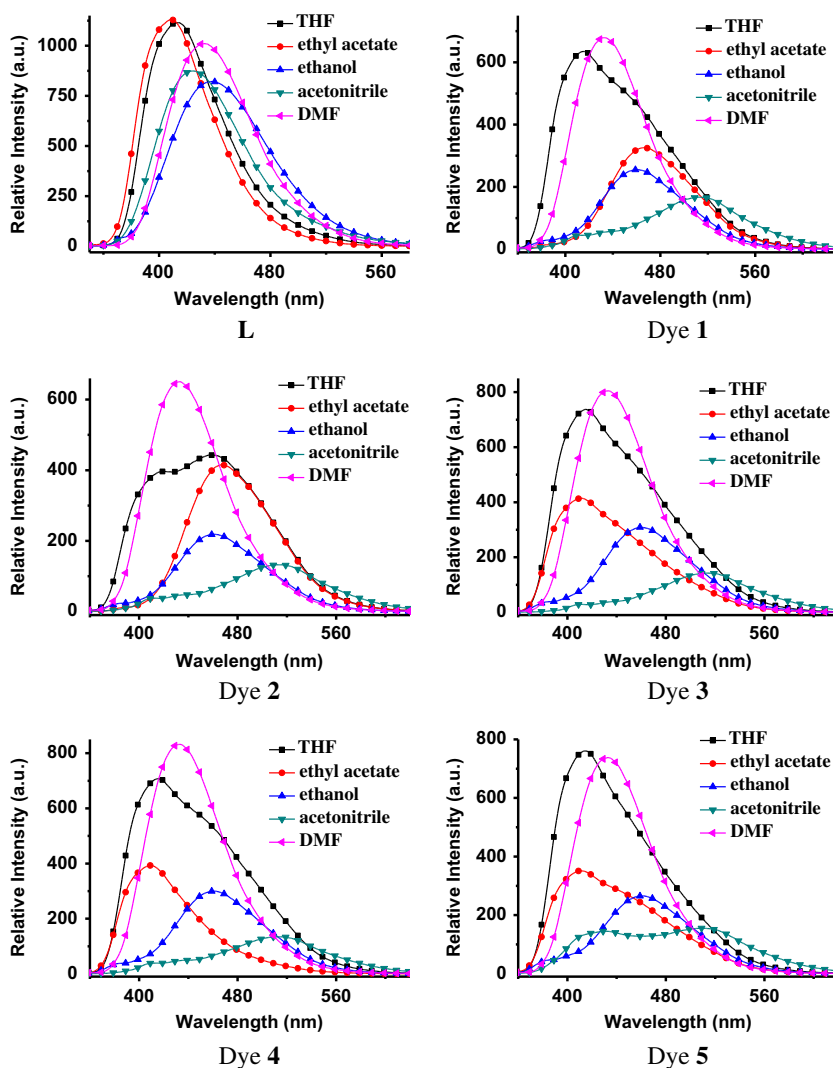 THF
ethyl acetate
ethanol
acetonitrile
DMF
Relative Intensity (a.u.)
1000
750
500
250
0
400 480 560
Wavelength (nm)
L
THF
ethyl acetate
ethanol
acetonitrile
DMF
Relative Intensity (a.u.)
600
400
200
0
400 480 560
Wavelength (nm)
Dye 1
THF
ethyl acetate
ethanol
acetonitrile
DMF
Relative Intensity (a.u.)
600
400
200
0
400 480 560
Wavelength (nm)
Dye 2
THF
ethyl acetate
ethanol
acetonitrile
DMF
Relative Intensity (a.u.)
800
600
400
200
0
400 480 560
Wavelength (nm)
Dye 3
THF
ethyl acetate
ethanol
acetonitrile
DMF
Relative Intensity (a.u.)
800
600
400
200
0
400 480 560
Wavelength (nm)
Dye 4
THF
ethyl acetate
ethanol
acetonitrile
DMF
Relative Intensity (a.u.)
800
600
400
200
0
400 480 560
Wavelength (nm)
Dye 5